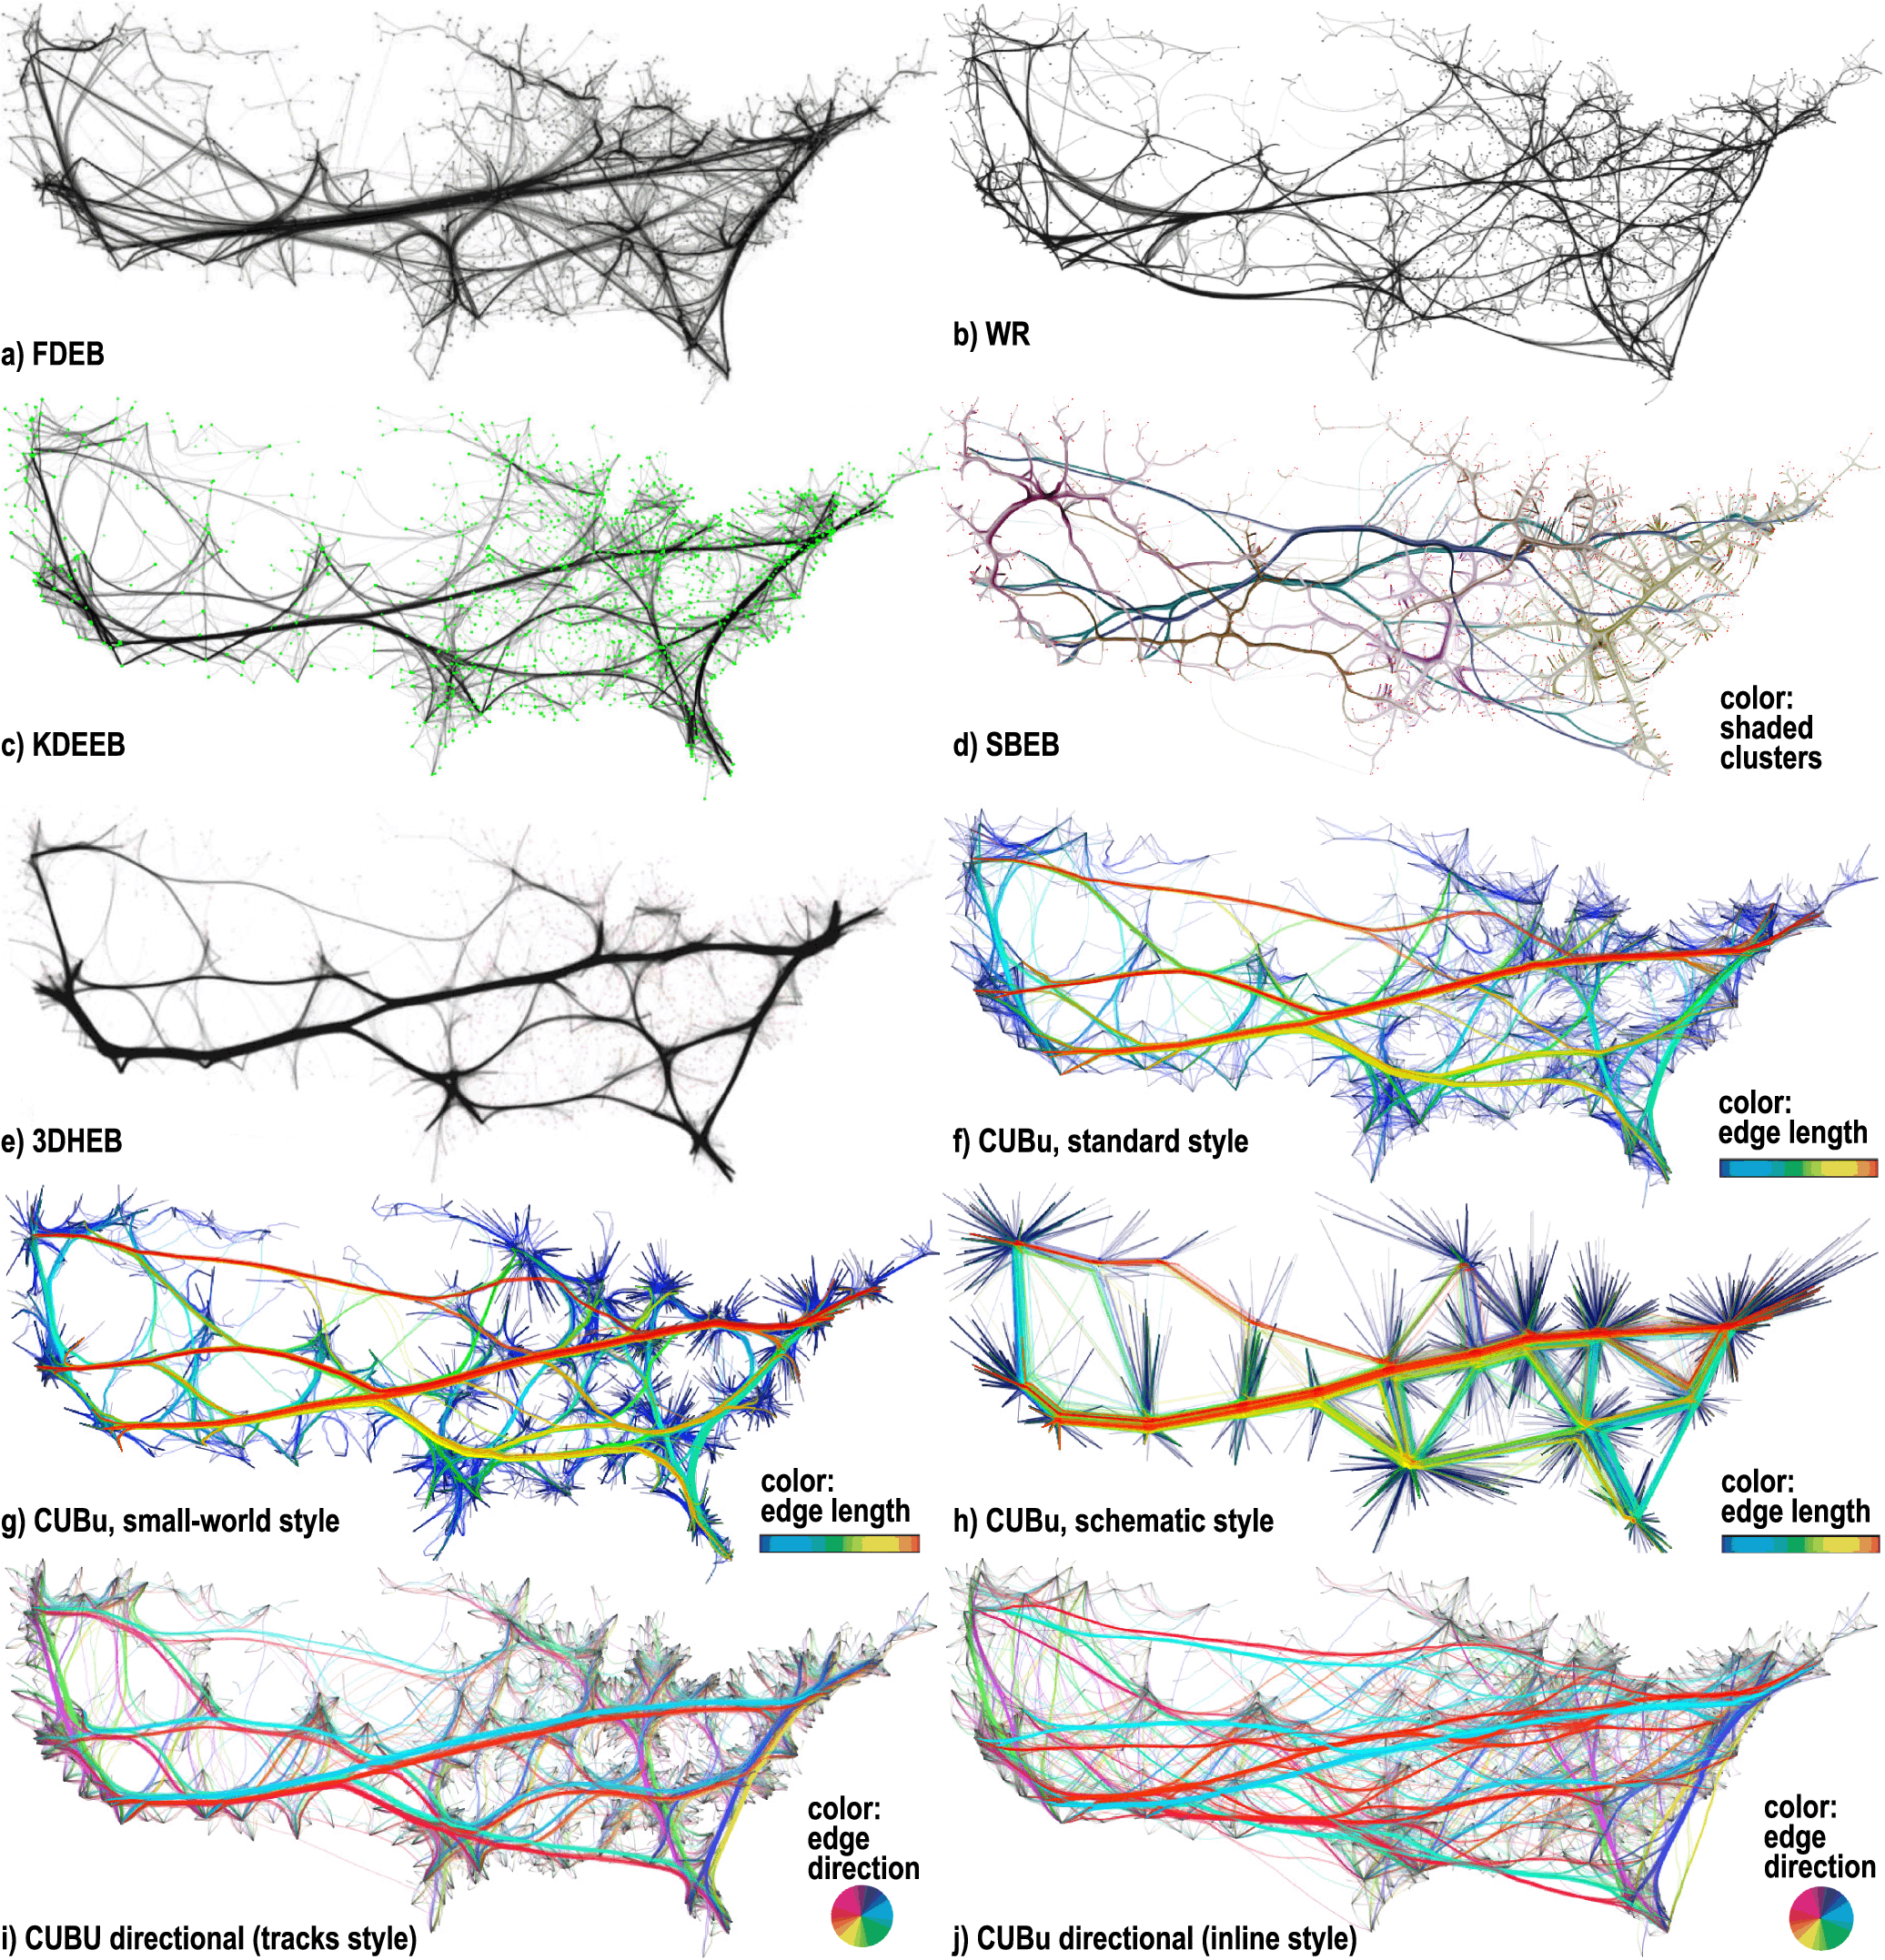 a) FDEB
b) WR
c) KDEEB
d) SBEB
color:
shaded
clusters
e) 3DHEB
f) CUBu, standard style
color:
edge length
g) CUBu, small-world style
color:
edge length
h) CUBu, schematic style
color:
edge length
i) CUBU directional (tracks style)
color:
edge
direction
j) CUBu directional (inline style)
color:
edge
direction